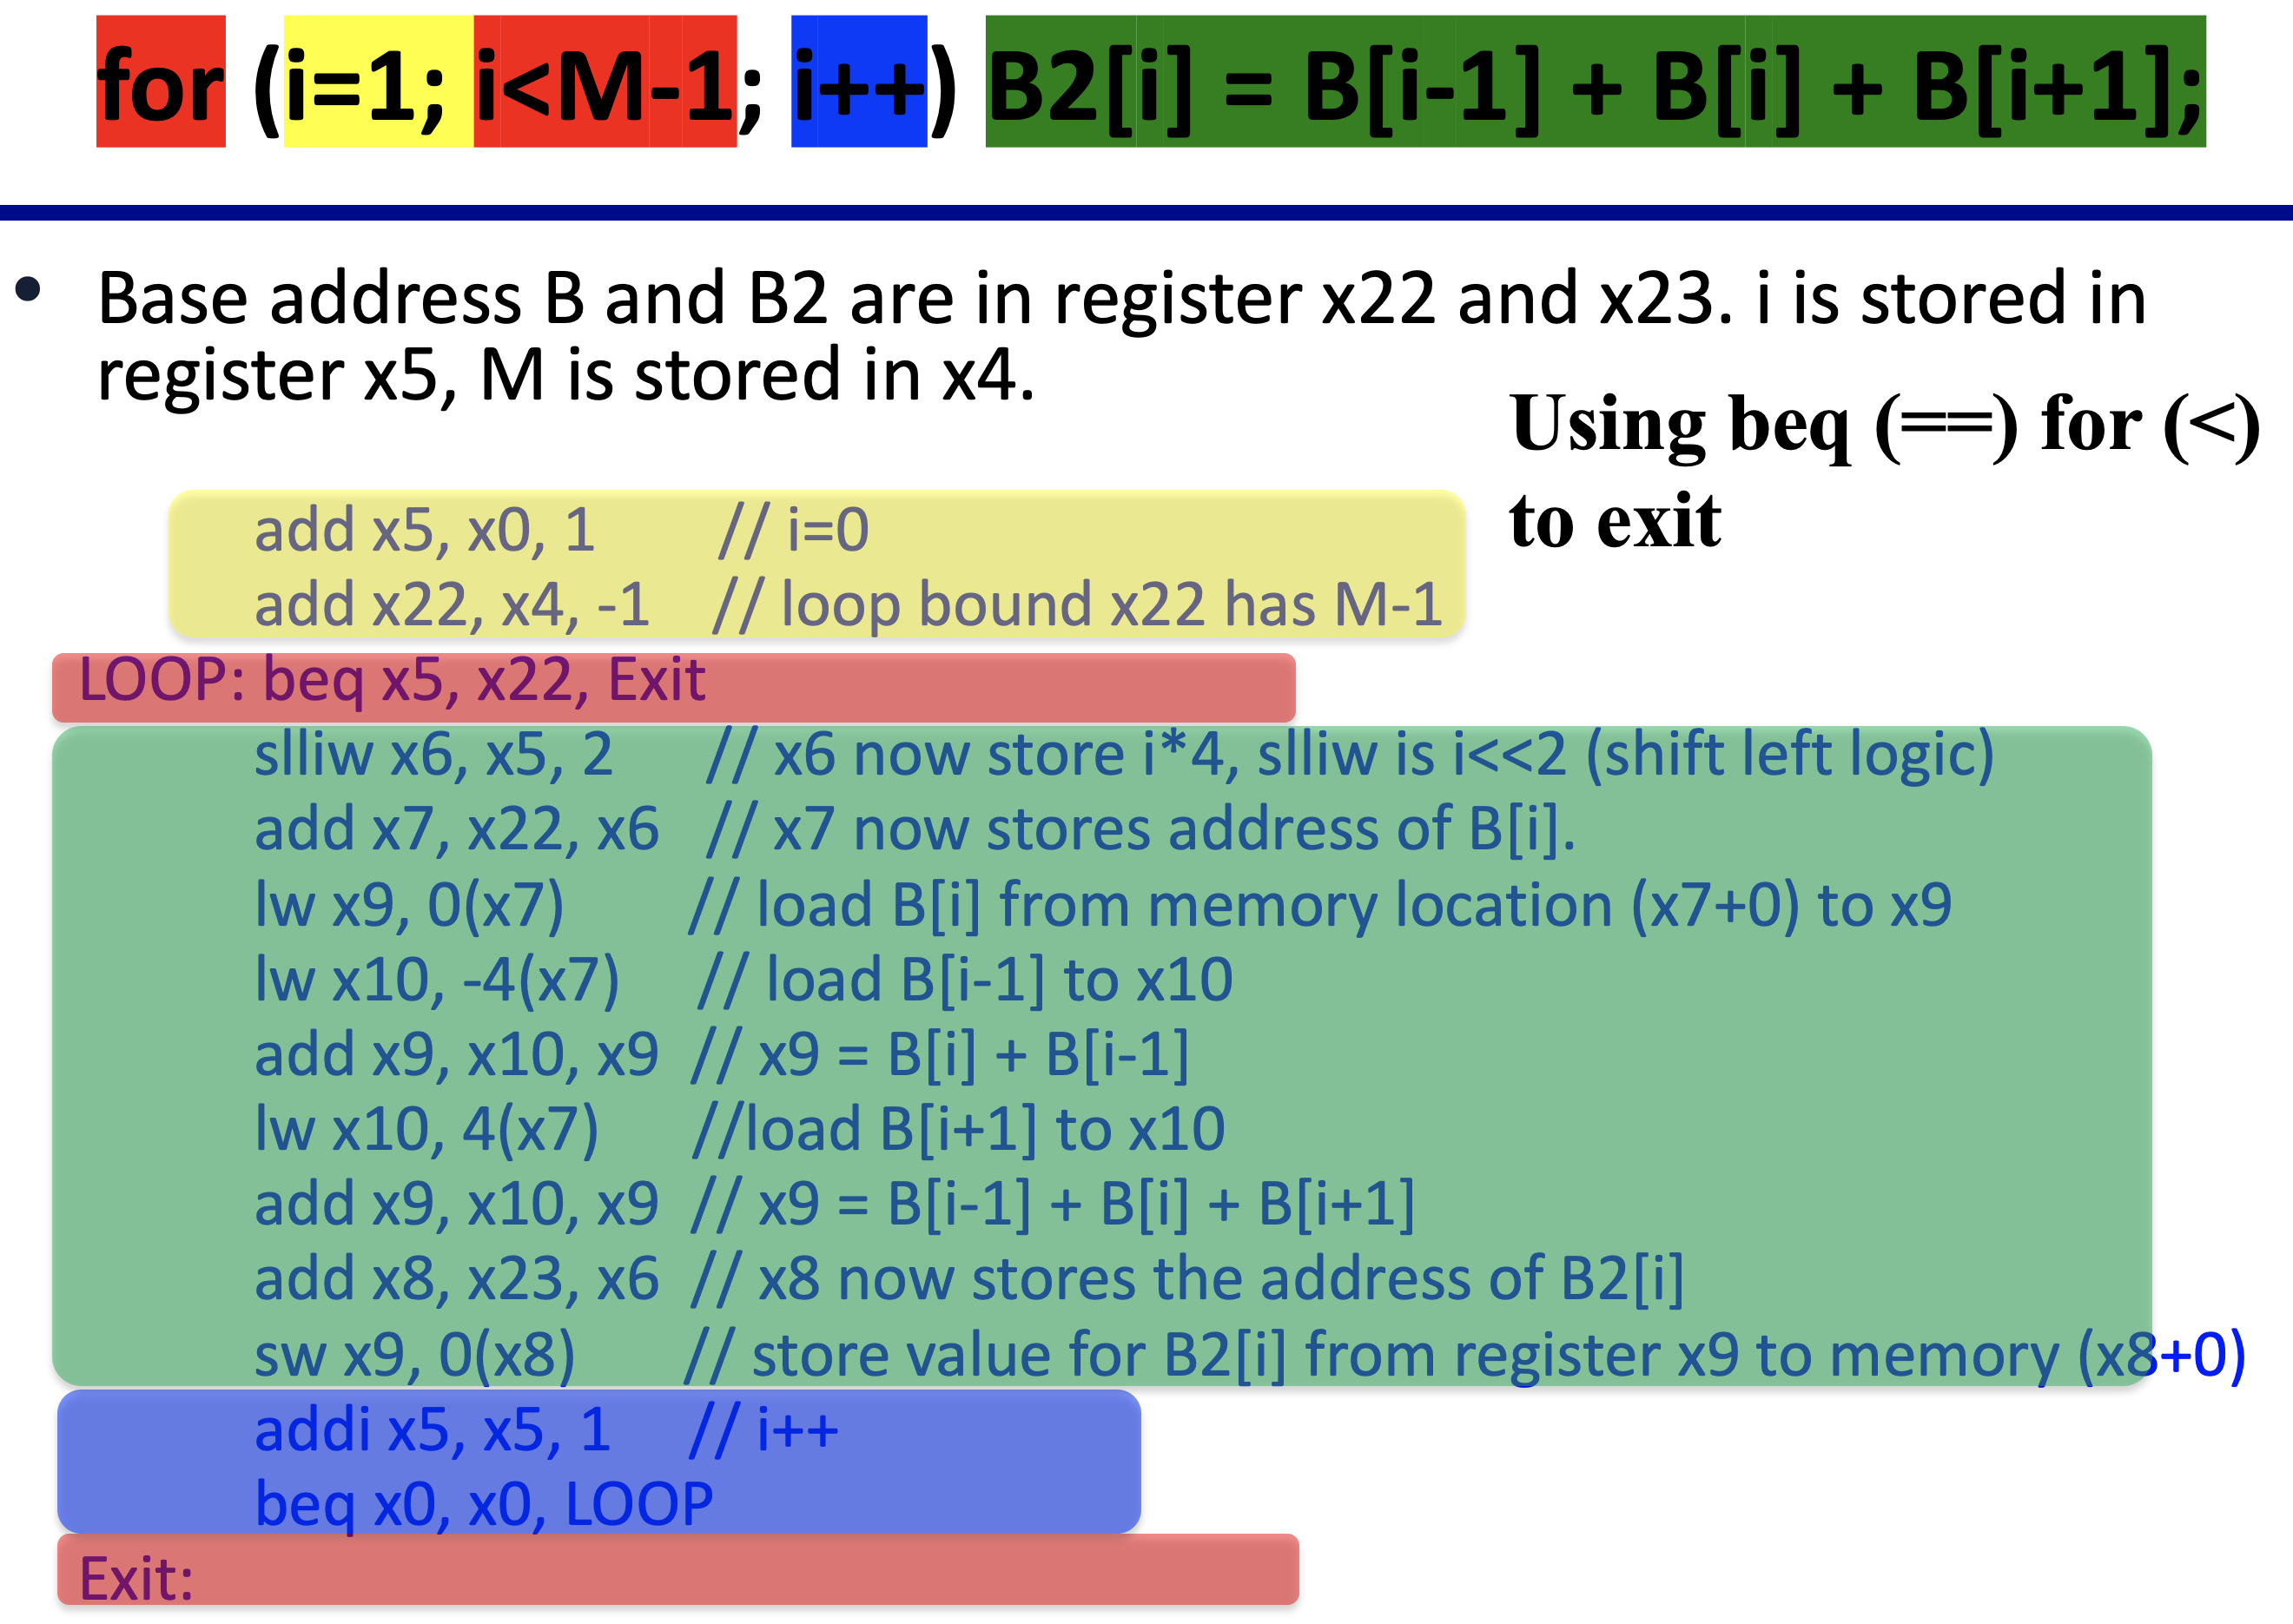 for (i=1; i<M-1; i++) B2[i] = B[i-1] + B[i] + B[i+1];
• Base address B and B2 are in register x22 and x23. i is stored in
register x5, M is stored in x4.
Using beq (==) for (<)
to exit
add x5, x0, 1 // i=0
add x22, x4, -1 // loop bound x22 has M-1
LOOP: beq x5, x22, Exit
slliw x6, x5, 2 // x6 now store i*4, slliw is i<<2 (shift left logic)
add x7, x22, x6 // x7 now stores address of B[i].
lw x9, 0(x7) // load B[i] from memory location (x7+0) to x9
lw x10, -4(x7) // load B[i-1] to x10
add x9, x10, x9 // x9 = B[i] + B[i-1]
lw x10, 4(x7) //load B[i+1] to x10
add x9, x10, x9 // x9 = B[i-1] + B[i] + B[i+1]
add x8, x23, x6 // x8 now stores the address of B2[i]
sw x9, 0(x8) // store value for B2[i] from register x9 to memory (x8+0)
addi x5, x5, 1 // i++
beq x0, x0, LOOP
Exit: